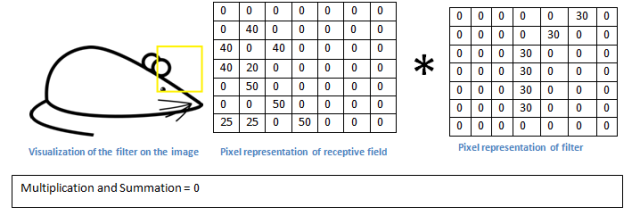 0 0 0 0 0 0 0
0 40 0 0 0 0 0
40 0 40 0 0 0 0
40 20 0 0 0 0 0
0 50 0 0 0 0 0
0 0 50 0 0 0 0
25 25 0 50 0 0 0
*
0 0 0 0 0 30 0
0 0 0 0 30 0 0
0 0 0 30 0 0 0
0 0 0 30 0 0 0
0 0 0 30 0 0 0
0 0 0 30 0 0 0
0 0 0 0 0 0 0
Visualization of the filter on the image
Pixel representation of receptive field
Pixel representation of filter
Multiplication and Summation = 0